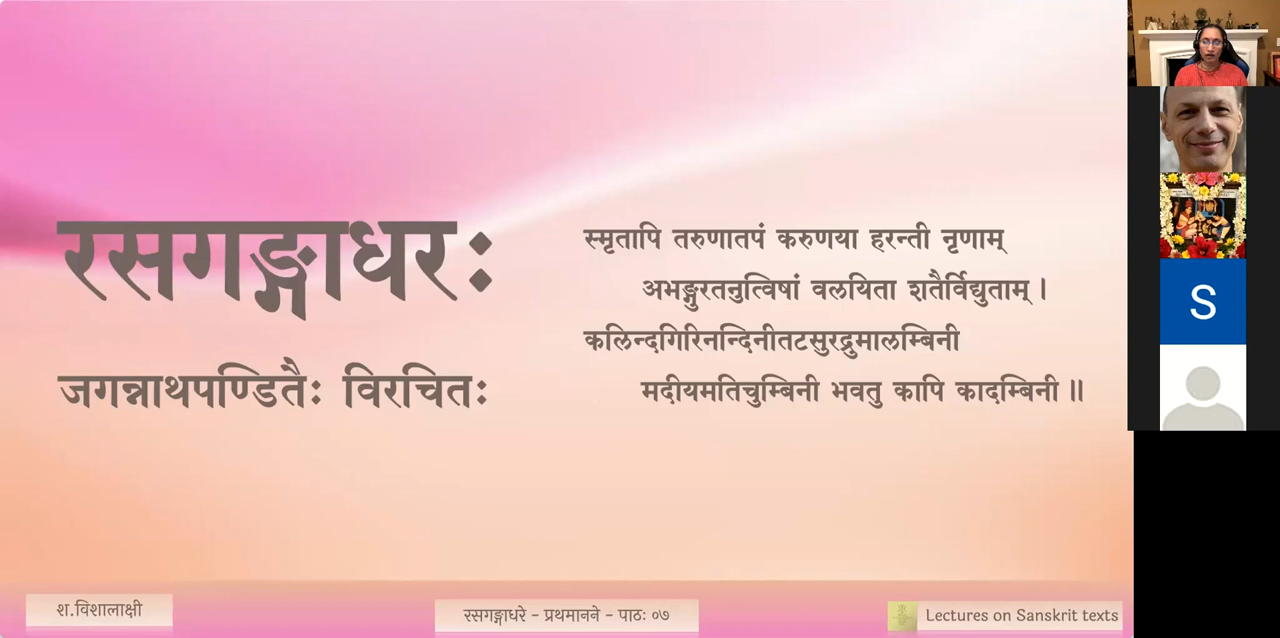 रसगङ्गाधरः
जगन्नाथपण्डितैः विरचितः
स्मृतापि तरुणातपं करुणया हरन्ती नृणाम्
अभङ्गुरतनुत्विषां वलयिता शतैर्विद्युताम् ।
कलिन्दगिरिनन्दिनीतटसुरद्रुमालम्बिनी
मदीयमतिचुम्बिनी भवतु कापि कादम्बिनी ॥
S
श.विशालाक्षी
रसगङ्गाधरे - प्रथमानने - पाठः ०७
Lectures on Sanskrit texts